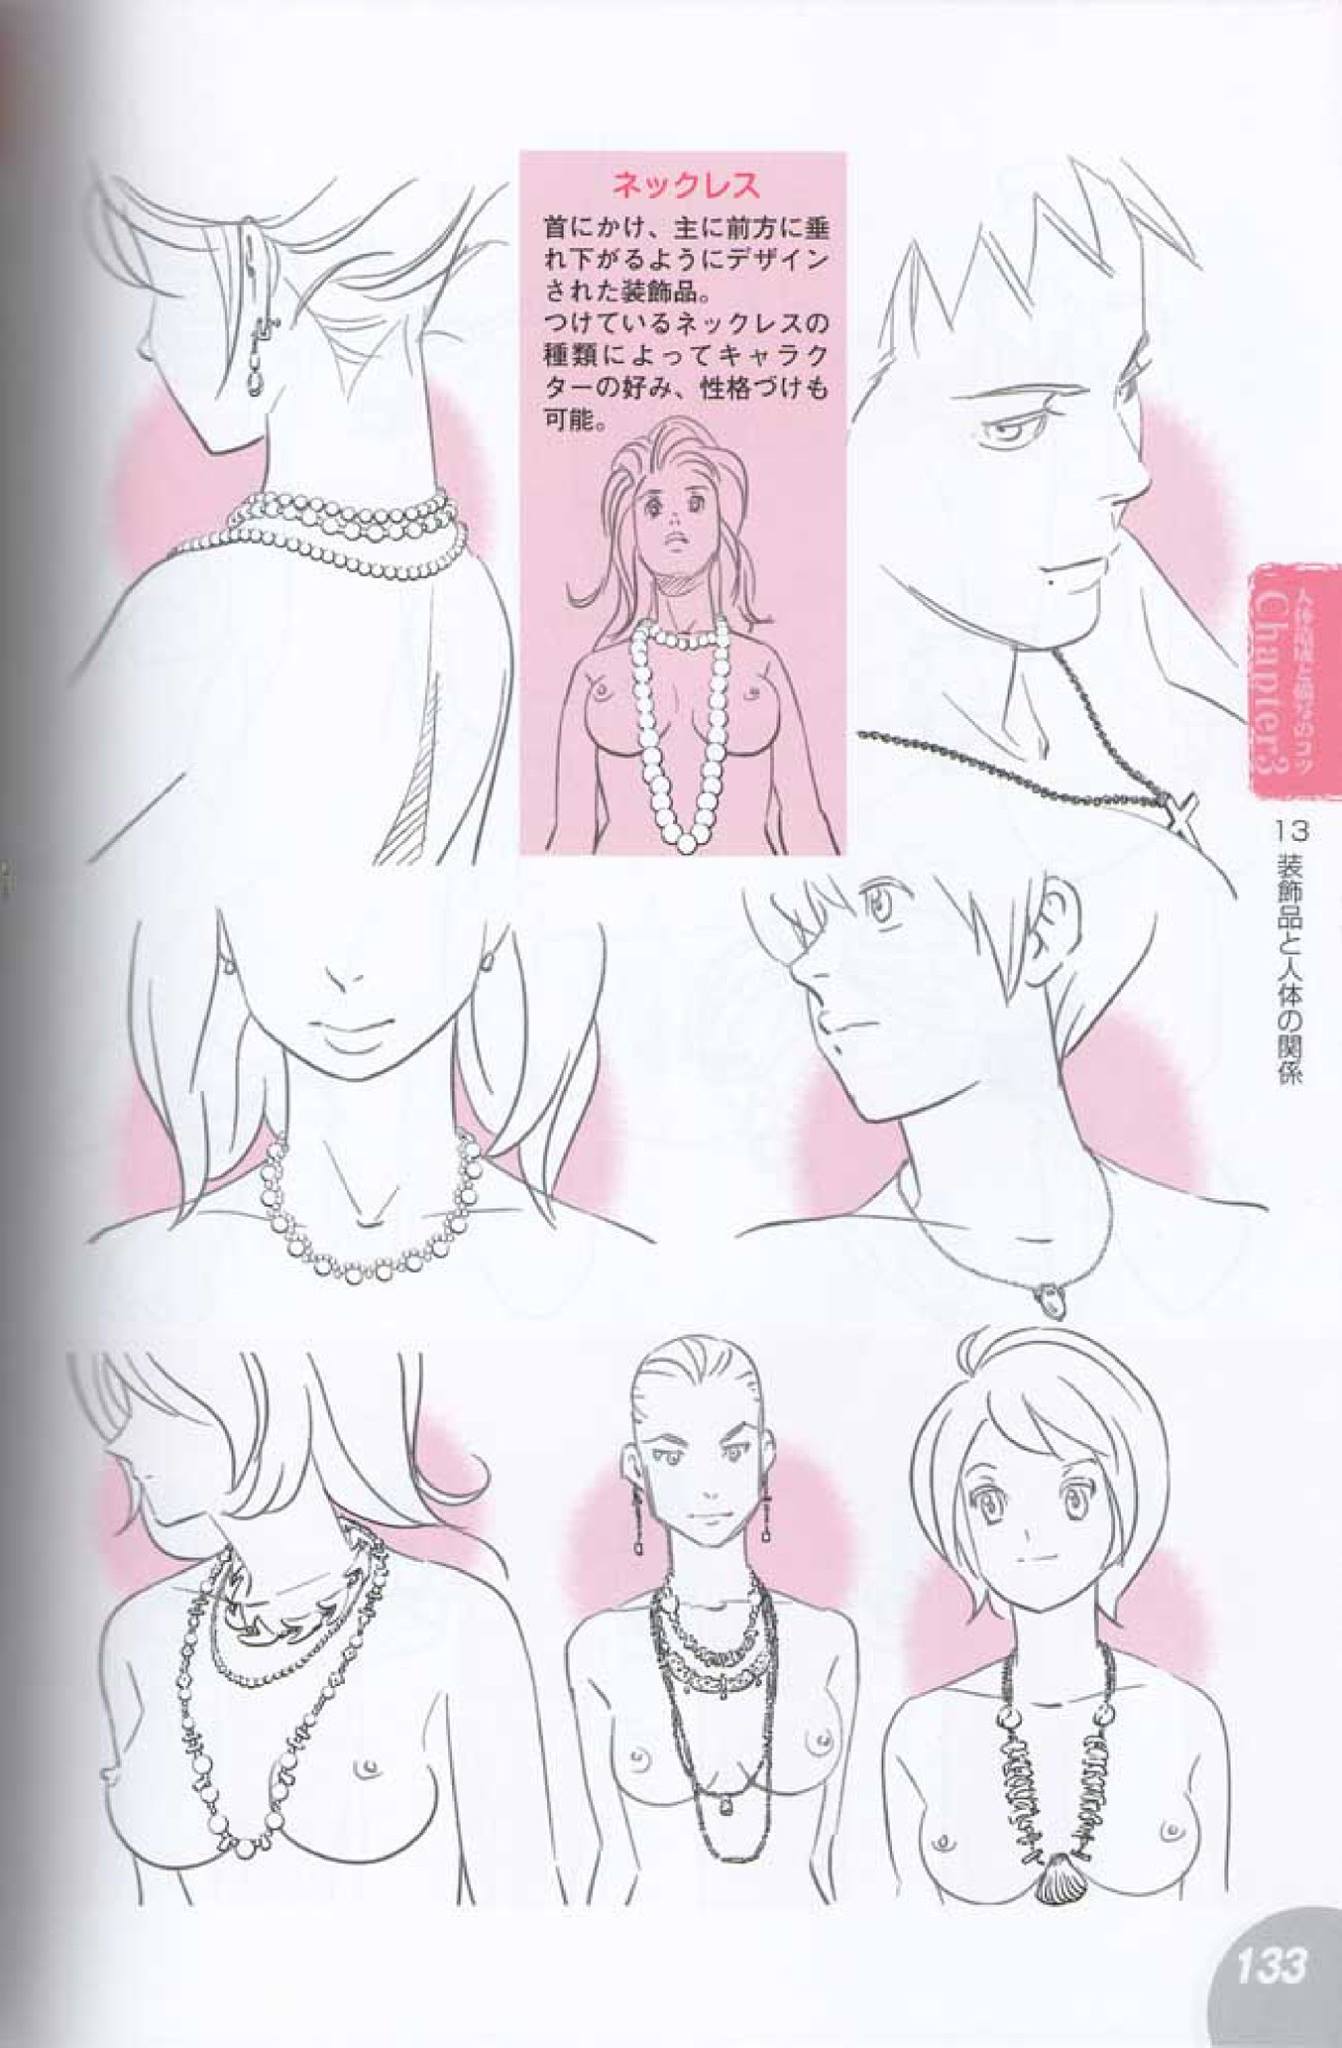 ネックレス
首にかけ、主に前方に垂
れ下がるようにデザイン
された装飾品。
つけているネックレスの
種類によってキャラク
ターの好み、性格づけも
可能。
Chapter3
13 装飾品と人体の関係
133